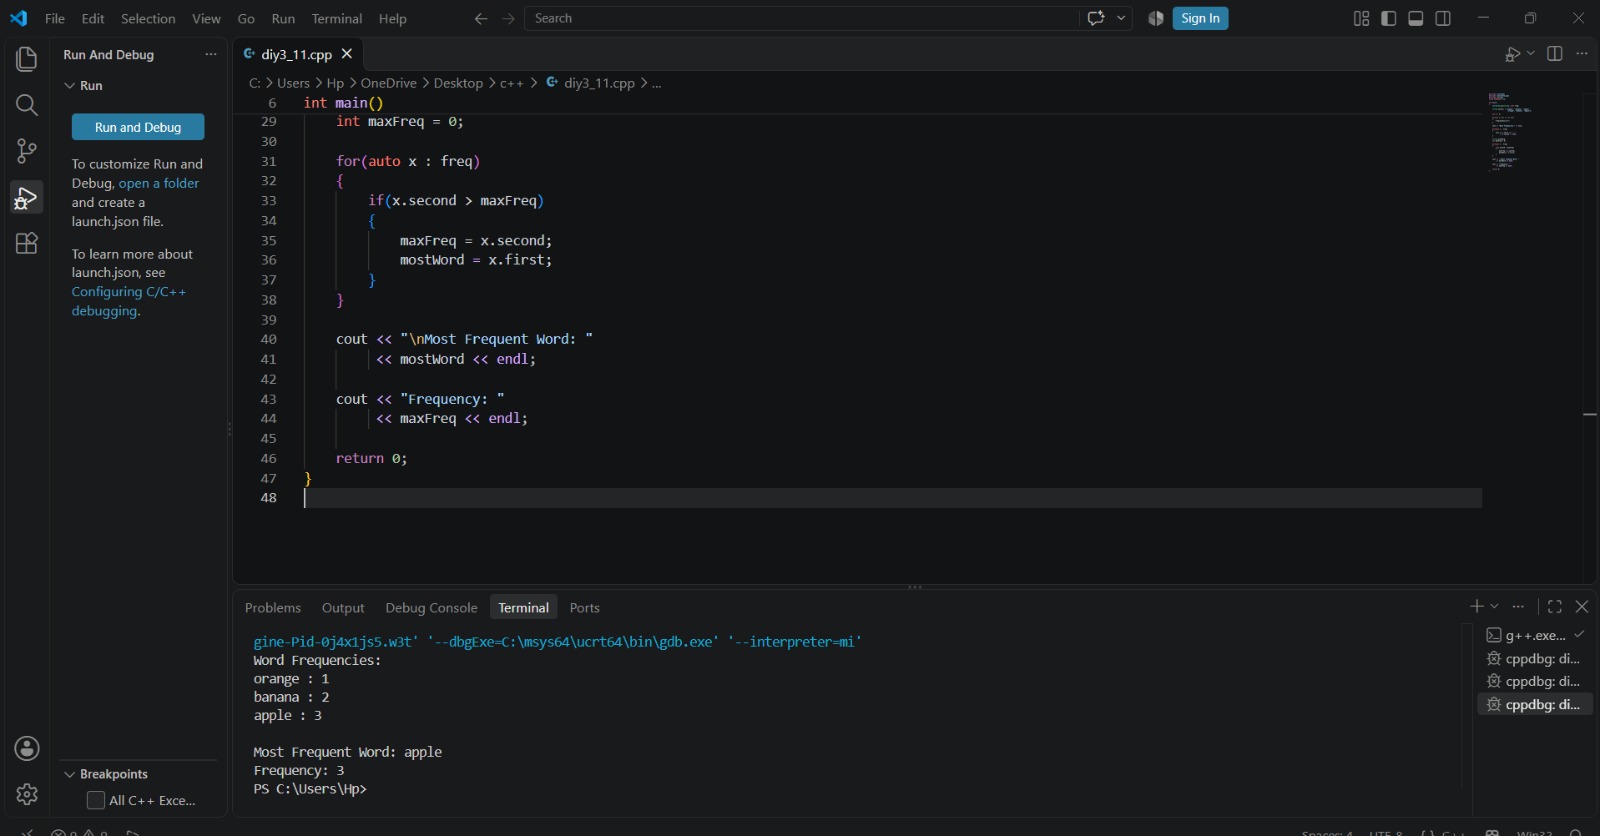 File Edit Selection View Go Run Terminal Help
Search
Sign In
Run And Debug
Run
Run and Debug
To customize Run and
Debug, open a folder
and create a
launch.json file.
To learn more about
launch.json, see
Configuring C/C++
debugging.
Breakpoints
All C++ Exce...
diy3_11.cpp
C: > Users > Hp > OneDrive > Desktop > c++ > diy3_11.cpp > ...
6 int main()
29 int maxFreq = 0;
30
31 for(auto x : freq)
32 {
33 if(x.second > maxFreq)
34 {
35 maxFreq = x.second;
36 mostWord = x.first;
37 }
38 }
39
40 cout << "\nMost Frequent Word: "
41 << mostWord << endl;
42
43 cout << "Frequency: "
44 << maxFreq << endl;
45
46 return 0;
47 }
48
Problems Output Debug Console Terminal Ports
gine-Pid-0j4x1js5.w3t' '--dbgExe=C:\msys64\ucrt64\bin\gdb.exe' '--interpreter=mi'
Word Frequencies:
orange : 1
banana : 2
apple : 3
Most Frequent Word: apple
Frequency: 3
PS C:\Users\Hp>
g++.exe...
cppdbg: di...
cppdbg: di...
cppdbg: di...
Spaces: 4 UTF-8 {} C++ Win32